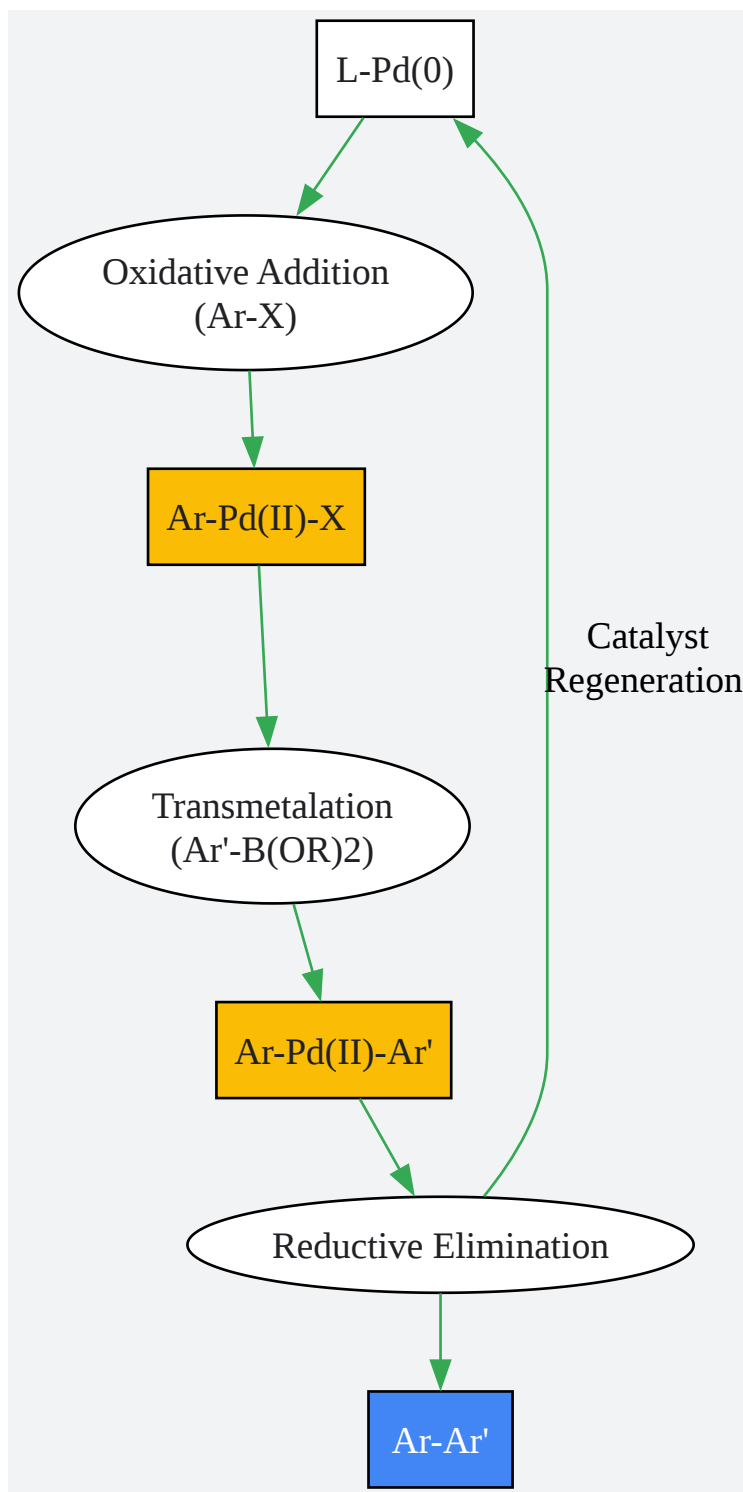 L-Pd(0)
Oxidative Addition
(Ar-X)
Ar-Pd(II)-X
Catalyst
Regeneration
Transmetalation
(Ar'-B(OR)2)
Ar-Pd(II)-Ar'
Reductive Elimination
Ar-Ar'